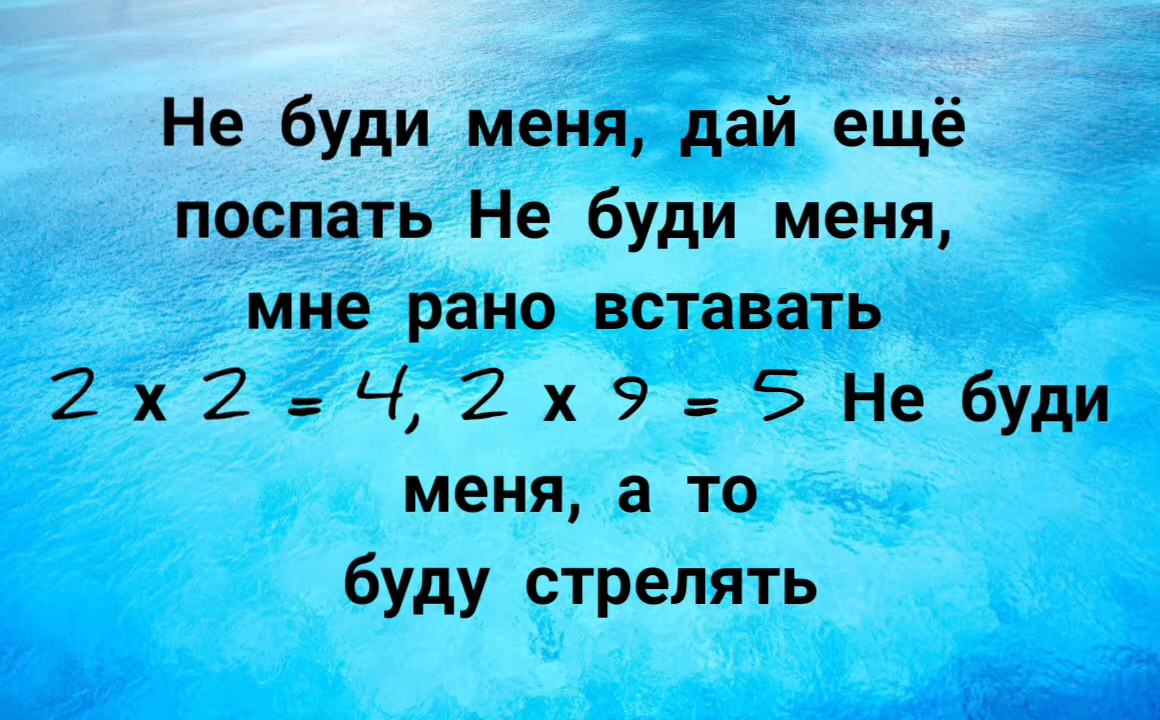 Не буди меня, дай ещё
поспать Не буди меня,
мне рано вставать
2 х 2 = 4, 2 х 9 = 5 Не буди
меня, а то
буду стрелять